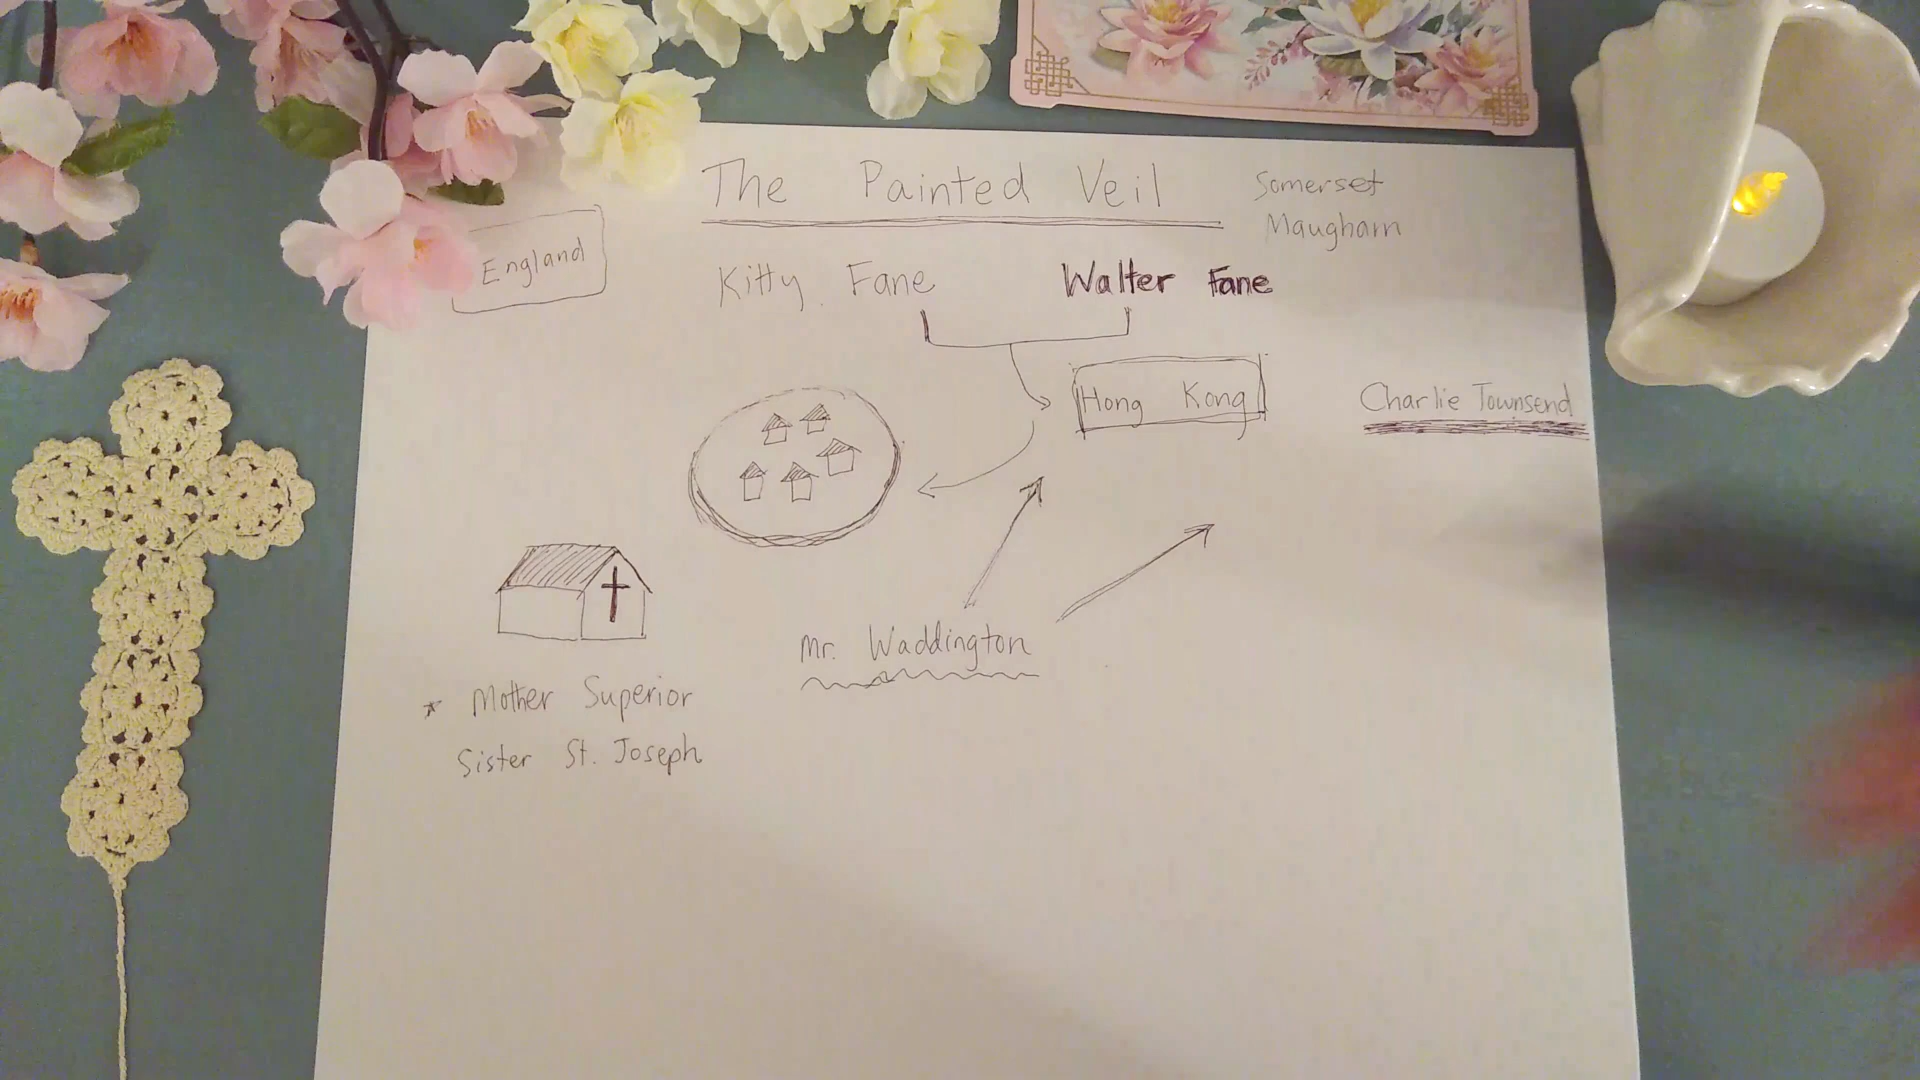 The Painted Veil
Somerset
Maugham
England
Kitty Fane
Walter Fane
Hong Kong
Charlie Townsend
Mr. Waddington
* Mother Superior
Sister St. Joseph